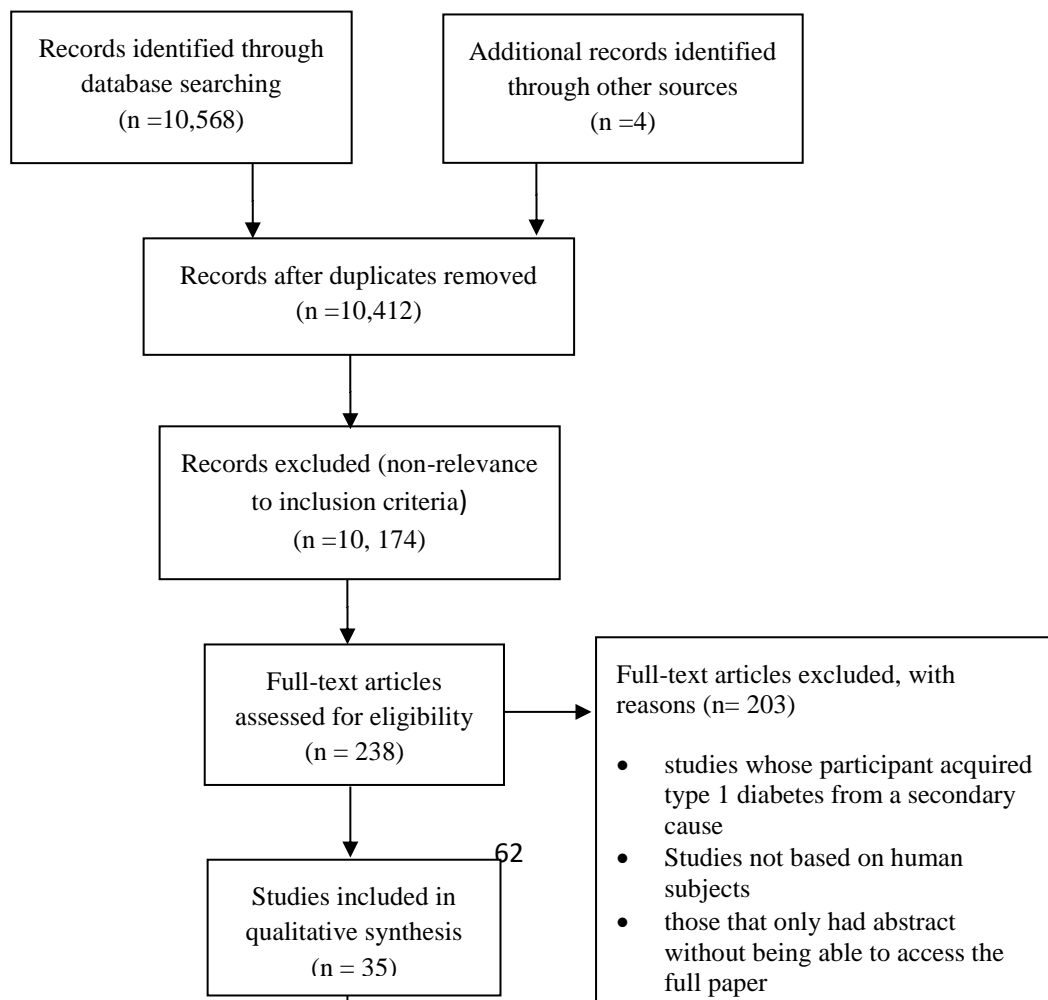 Records identified through
database searching
(n =10,568)
Additional records identified
through other sources
(n =4)
Records after duplicates removed
(n =10,412)
Records excluded (non-relevance
to inclusion criteria)
(n =10, 174)
Full-text articles
assessed for eligibility
(n = 238)
Full-text articles excluded, with
reasons (n= 203)
• studies whose participant acquired
type 1 diabetes from a secondary
cause
• Studies not based on human
subjects
• those that only had abstract
without being able to access the
full paper
62
Studies included in
qualitative synthesis
(n = 35)